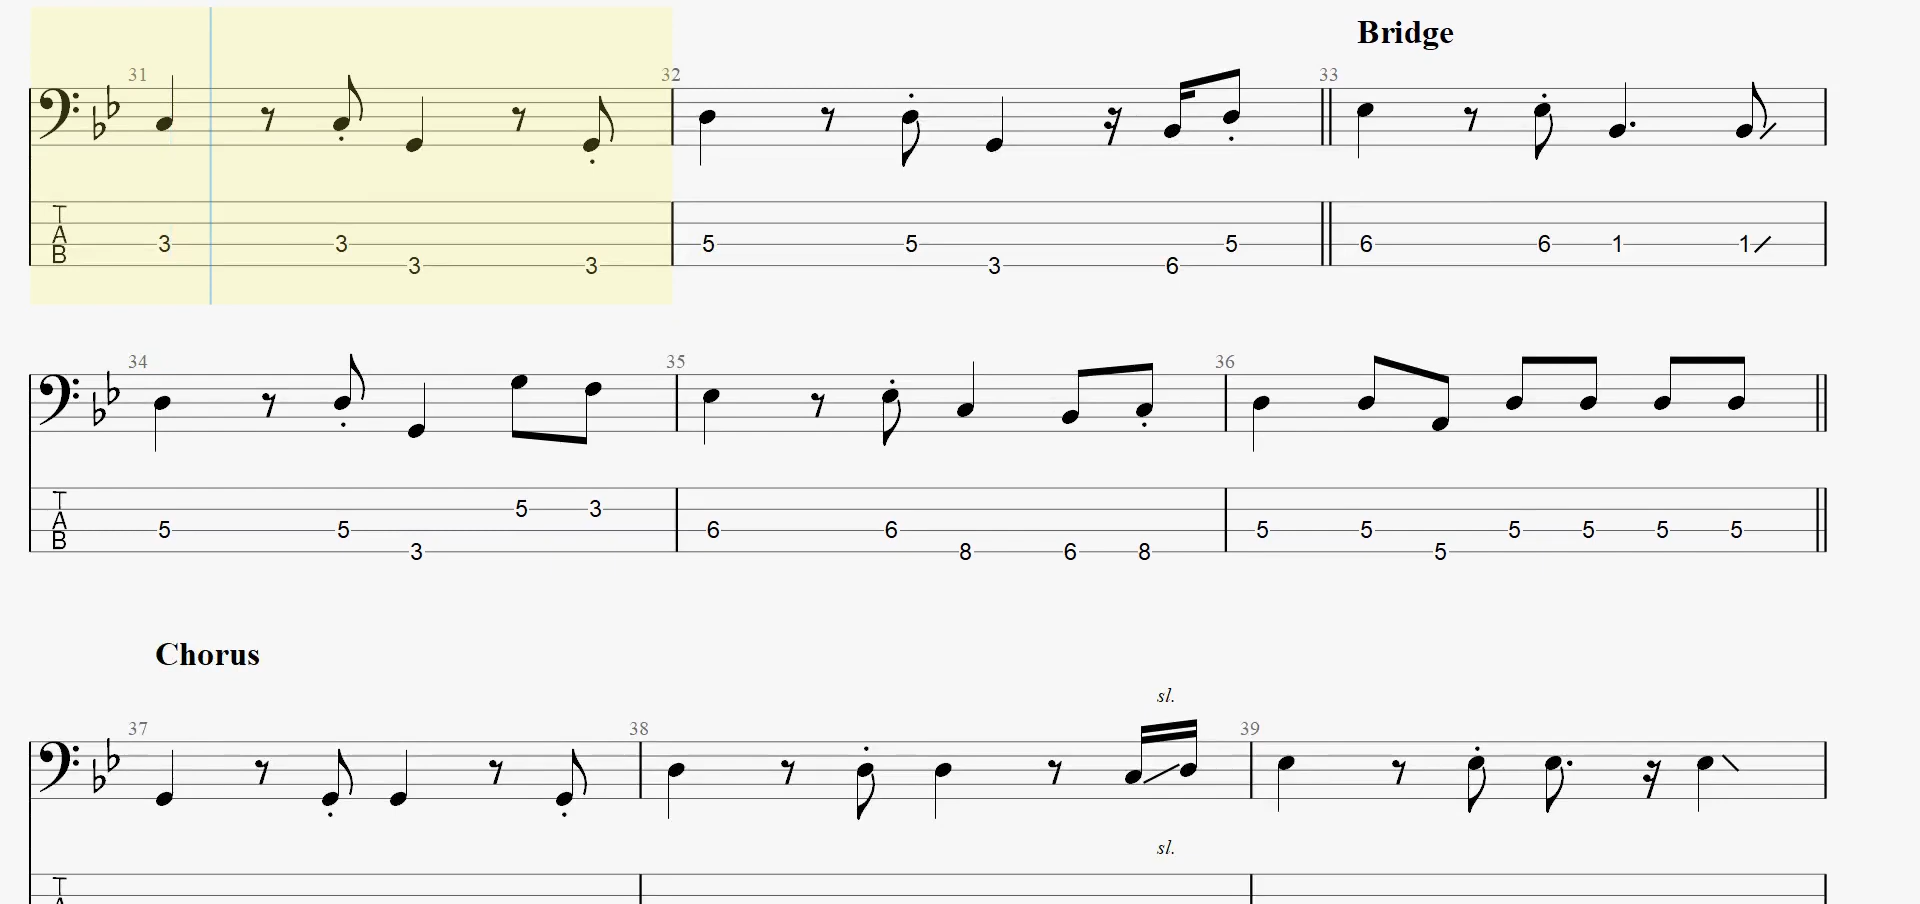 Bridge
31 32 33
T
A
B
3 3 5 5 5 6 6 1 1
3 3 3 6
34 35 36
T
A
B
5 3
5 5 6 6 5 5 5 5 5 5
3 8 6 8 5
Chorus
sl.
37 38 39
sl.
T